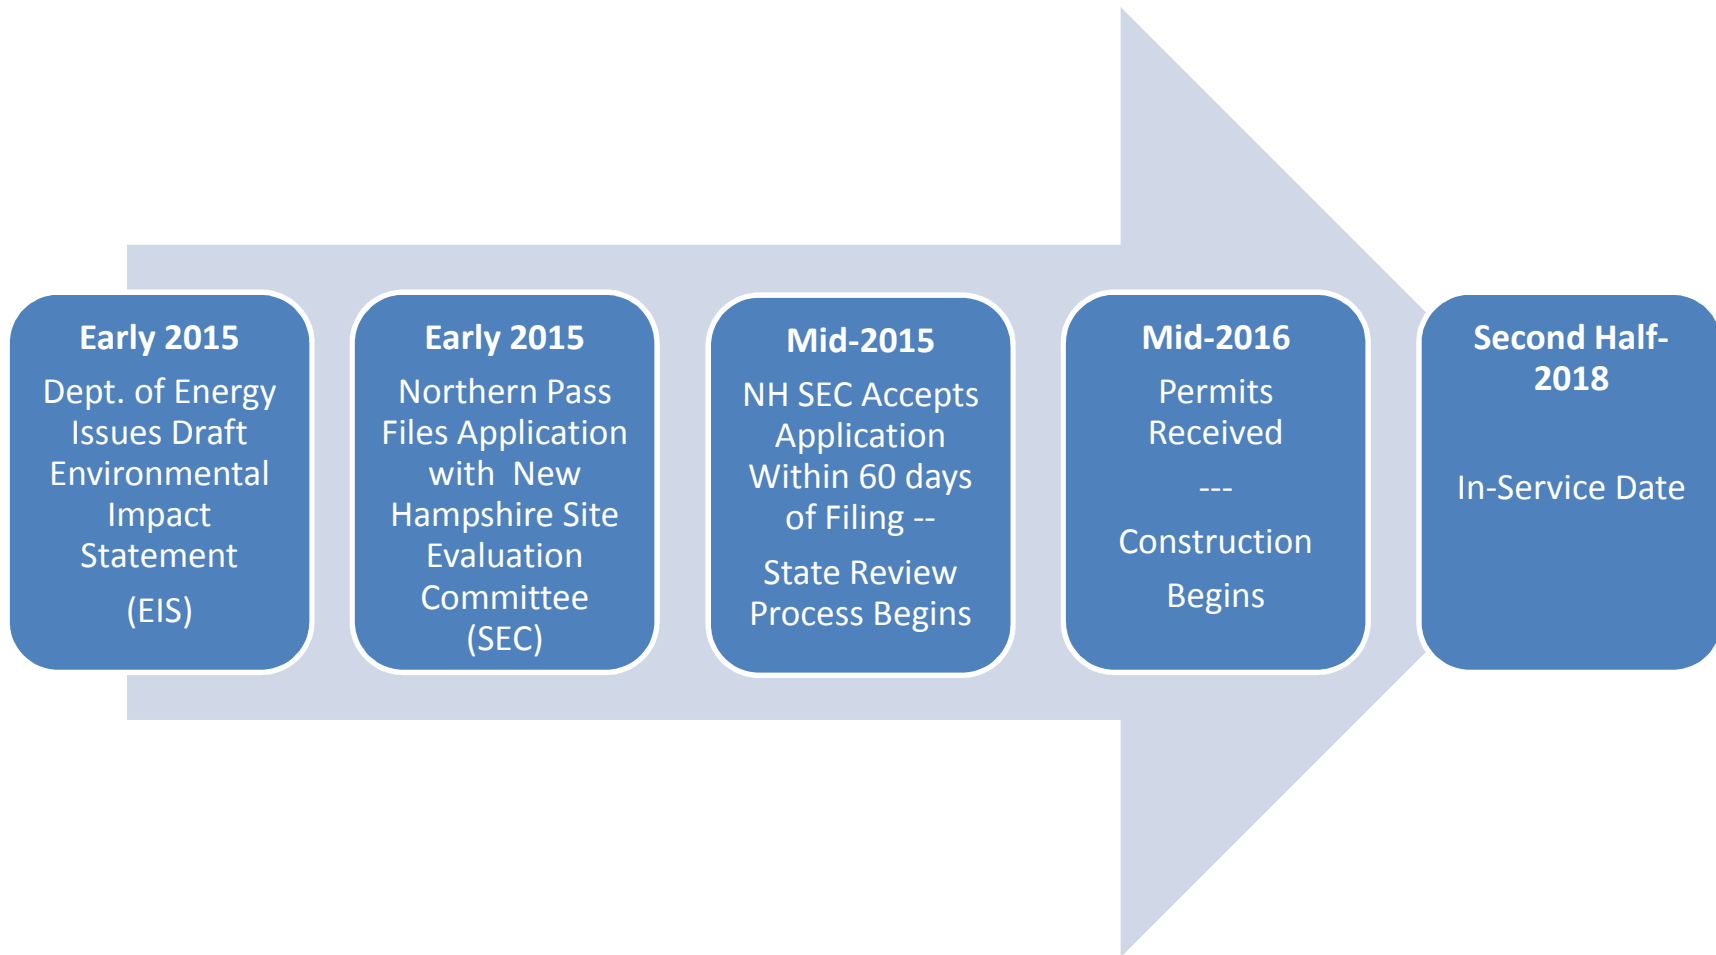 Early 2015
Dept. of Energy
Issues Draft
Environmental
Impact
Statement
(EIS)
Early 2015
Northern Pass
Files Application
with  New
Hampshire Site
Evaluation
Committee
(SEC)
Mid-2015
NH SEC Accepts
Application
Within 60 days
of Filing --
State Review
Process Begins
Mid-2016
Permits
Received
---
Construction
Begins
Second Half-
2018
In-Service Date